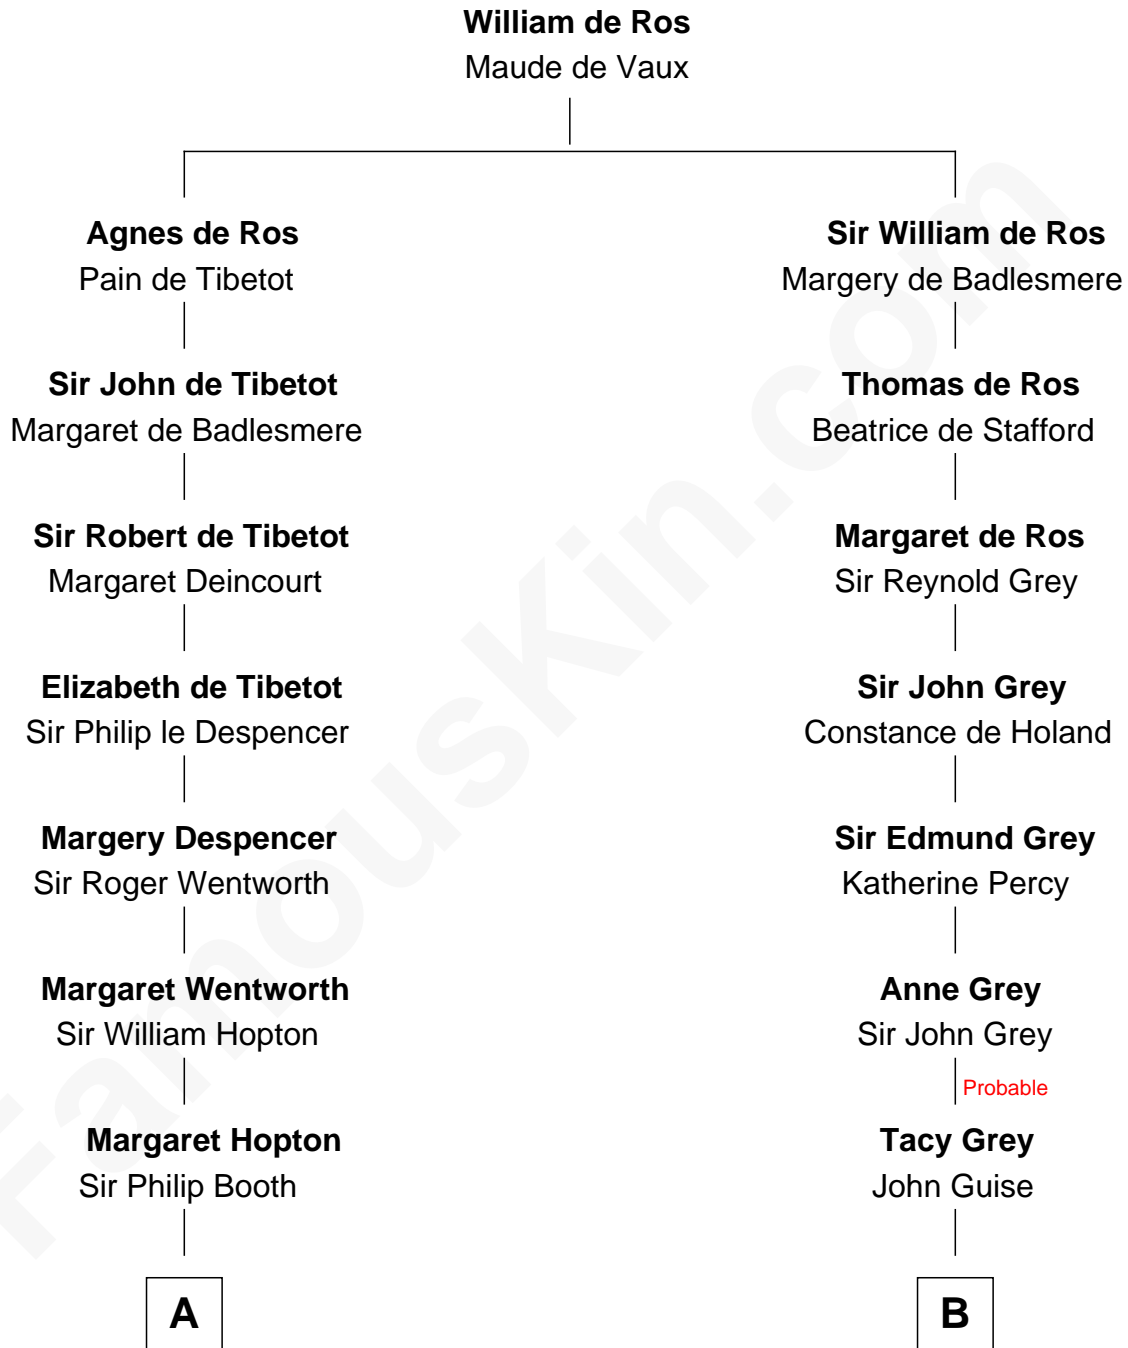 William de Ros
Maude de Vaux
Agnes de Ros
Pain de Tibetot
Sir John de Tibetot
Margaret de Badlesmere
Sir Robert de Tibetot
Margaret Deincourt
Elizabeth de Tibetot
Sir Philip le Despencer
Margery Despencer
Sir Roger Wentworth
Margaret Wentworth
Sir William Hopton
Margaret Hopton
Sir Philip Booth
A
Sir William de Ros
Margery de Badlesmere
Thomas de Ros
Beatrice de Stafford
Margaret de Ros
Sir Reynold Grey
Sir John Grey
Constance de Holand
Sir Edmund Grey
Katherine Percy
Anne Grey
Sir John Grey
Probable
Tacy Grey
John Guise
B
FamousKin.com